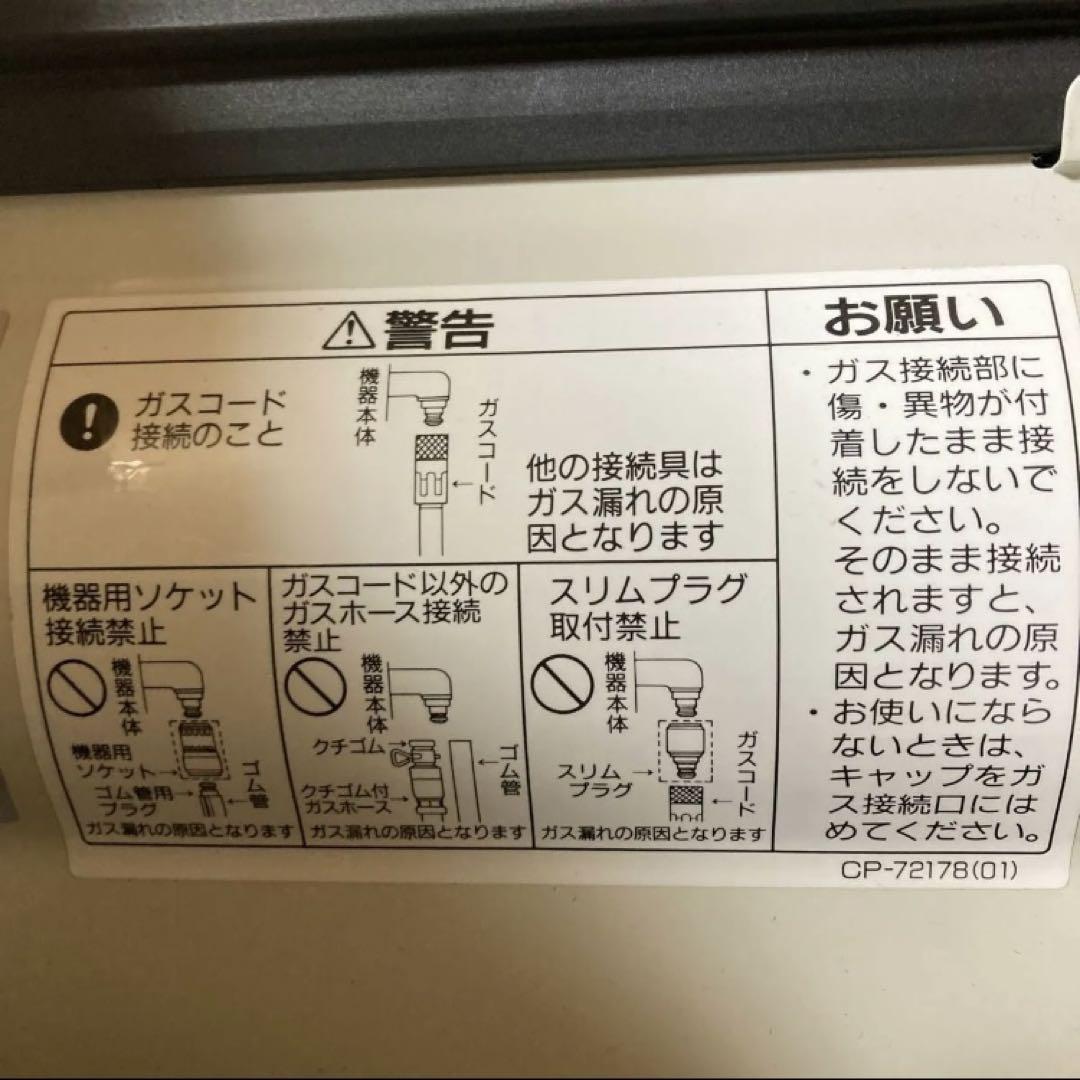 警告
ガスコード
接続のこと
機器本体
ガスコード
他の接続具は
ガス漏れの原
因となります
機器用ソケット
接続禁止
機器本体
機器用
ソケット
ゴム管用
プラグ
ゴム管
ガス漏れの原因となります
ガスコード以外の
ガスホース接続
禁止
機器本体
クチゴム
クチゴム付
ガスホース
ゴム管
ガス漏れの原因となります
スリムプラグ
取付禁止
機器本体
スリム
プラグ
ガスコード
ガス漏れの原因となります
お願い
・ガス接続部に
傷・異物が付
着したまま接
続をしないで
ください。
そのまま接続
されますと、
ガス漏れの原
因となります。
・お使いになら
ないときは、
キャップをガ
ス接続口には
めてください。
CP-72178(01)